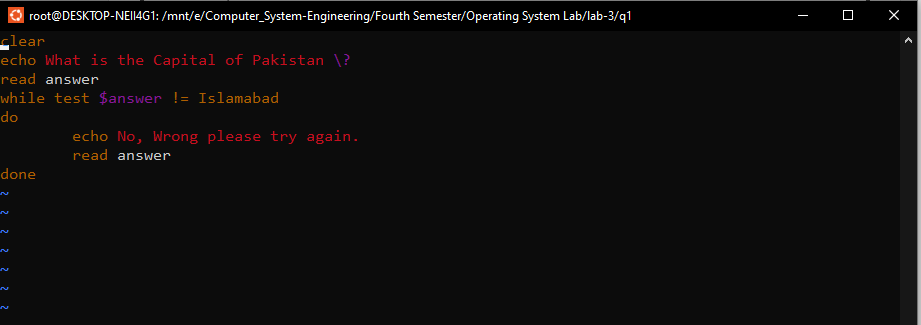 root@DESKTOP-NEII4G1: /mnt/e/Computer_System-Engineering/Fourth Semester/Operating System Lab/lab-3/q1
clear
echo What is the Capital of Pakistan \?
read answer
while test $answer != Islamabad
do
        echo No, Wrong please try again.
        read answer
done
~
~
~
~
~
~
~